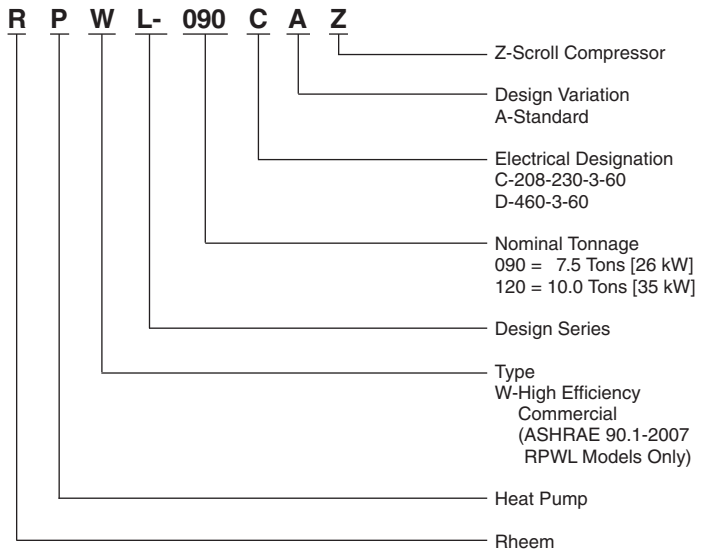 R P W L- 090 C A Z
Z-Scroll Compressor
Design Variation
A-Standard
Electrical Designation
C-208-230-3-60
D-460-3-60
Nominal Tonnage
090 = 7.5 Tons [26 kW]
120 = 10.0 Tons [35 kW]
Design Series
Type
W-High Efficiency
Commercial
(ASHRAE 90.1-2007
RPWL Models Only)
Heat Pump
Rheem